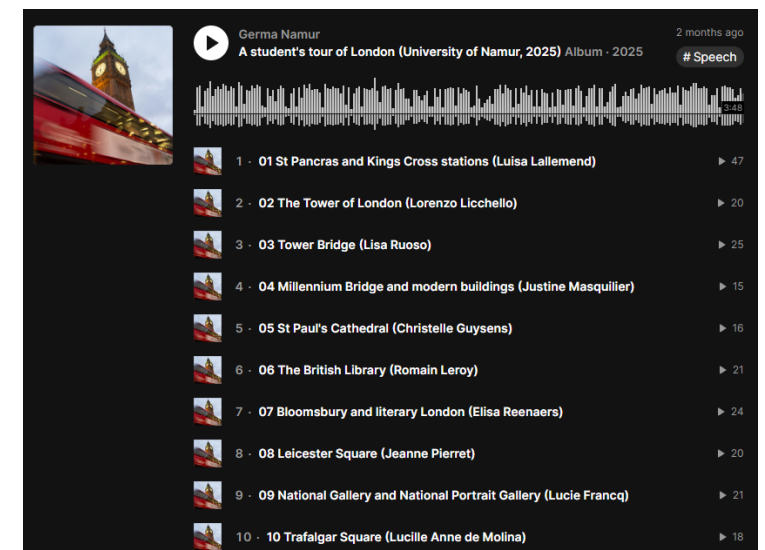 Germa Namur
2 months ago
A student's tour of London (University of Namur, 2025) Album · 2025
# Speech
3:48
1 · 01 St Pancras and Kings Cross stations (Luisa Lallemend)
47
2 · 02 The Tower of London (Lorenzo Licchello)
20
3 · 03 Tower Bridge (Lisa Ruoso)
25
4 · 04 Millennium Bridge and modern buildings (Justine Masquilier)
15
5 · 05 St Paul's Cathedral (Christelle Guysens)
16
6 · 06 The British Library (Romain Leroy)
21
7 · 07 Bloomsbury and literary London (Elisa Reenaers)
24
8 · 08 Leicester Square (Jeanne Pierret)
20
9 · 09 National Gallery and National Portrait Gallery (Lucie Francq)
21
10 · 10 Trafalgar Square (Lucille Anne de Molina)
18